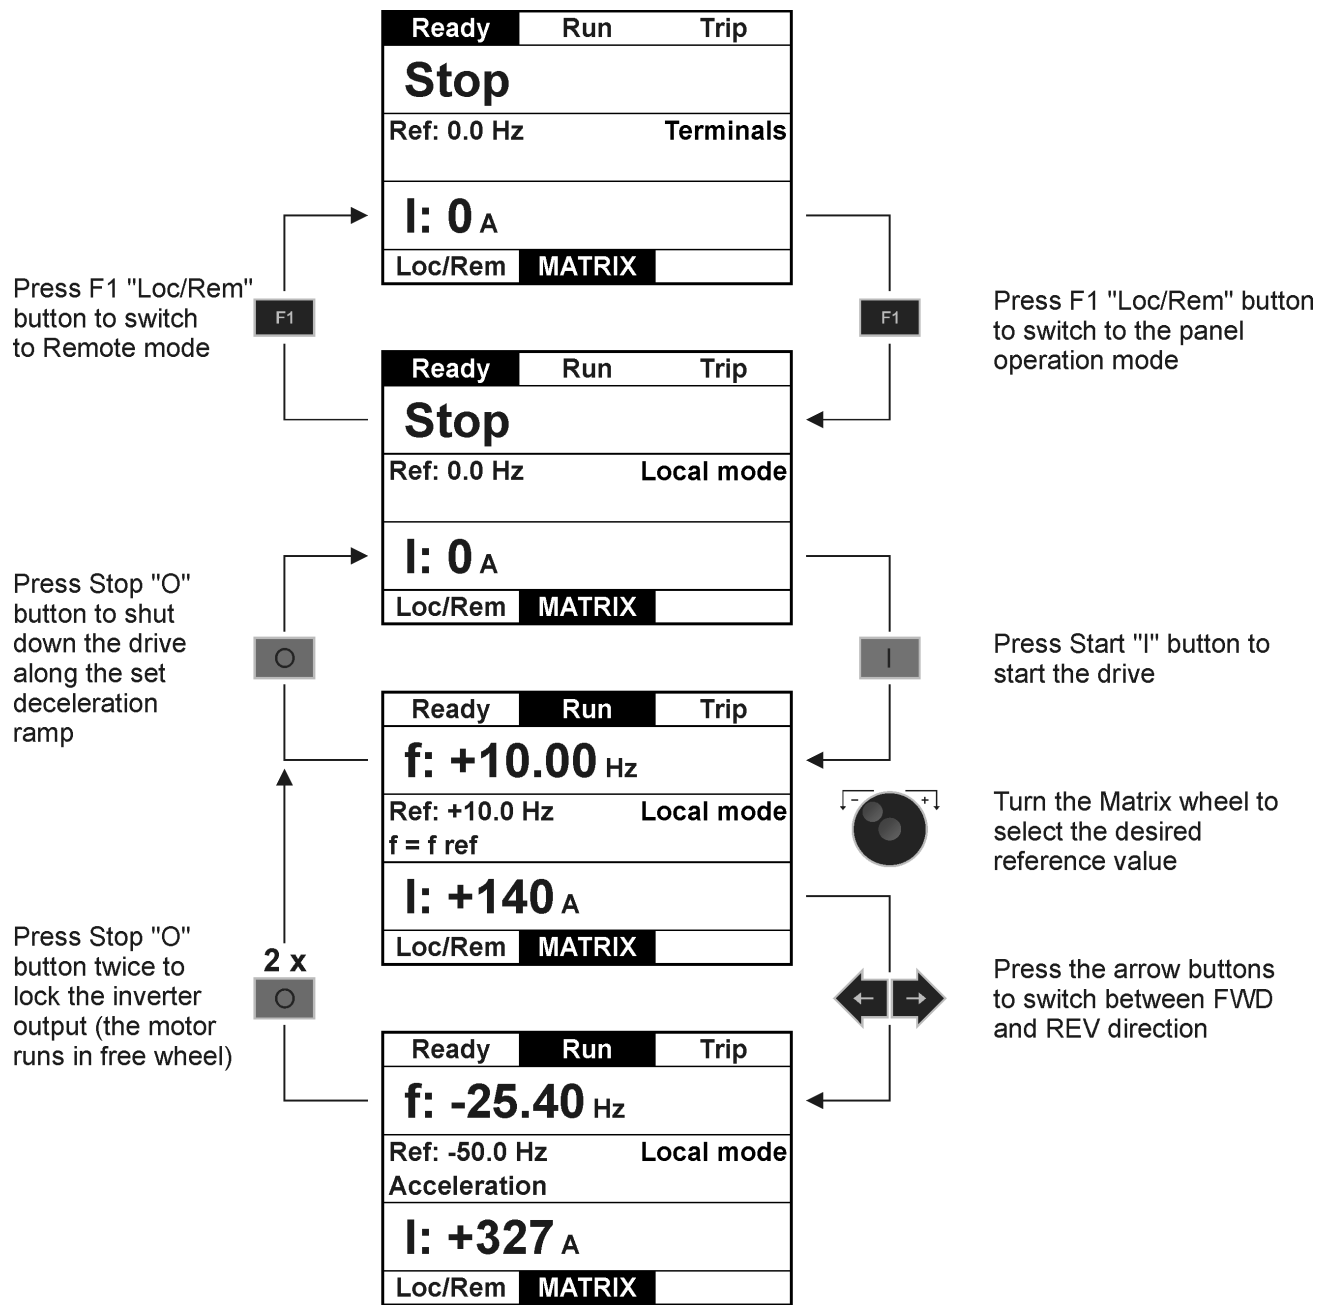 Ready Run Trip
Stop
Ref: 0.0 Hz Terminals
I: 0 A
Loc/Rem MATRIX
Press F1 "Loc/Rem"
button to switch
to Remote mode
F1
F1
Press F1 "Loc/Rem" button
to switch to the panel
operation mode
Ready Run Trip
Stop
Ref: 0.0 Hz Local mode
I: 0 A
Loc/Rem MATRIX
Press Stop "O"
button to shut
down the drive
along the set
deceleration
ramp
O
I
Press Start "I" button to
start the drive
Ready Run Trip
f: +10.00 Hz
Ref: +10.0 Hz Local mode
f = f ref
I: +140 A
Loc/Rem MATRIX
- +
Turn the Matrix wheel to
select the desired
reference value
Press Stop "O"
button twice to
lock the inverter
output (the motor
runs in free wheel)
2 x
O
← →
Press the arrow buttons
to switch between FWD
and REV direction
Ready Run Trip
f: -25.40 Hz
Ref: -50.0 Hz Local mode
Acceleration
I: +327 A
Loc/Rem MATRIX